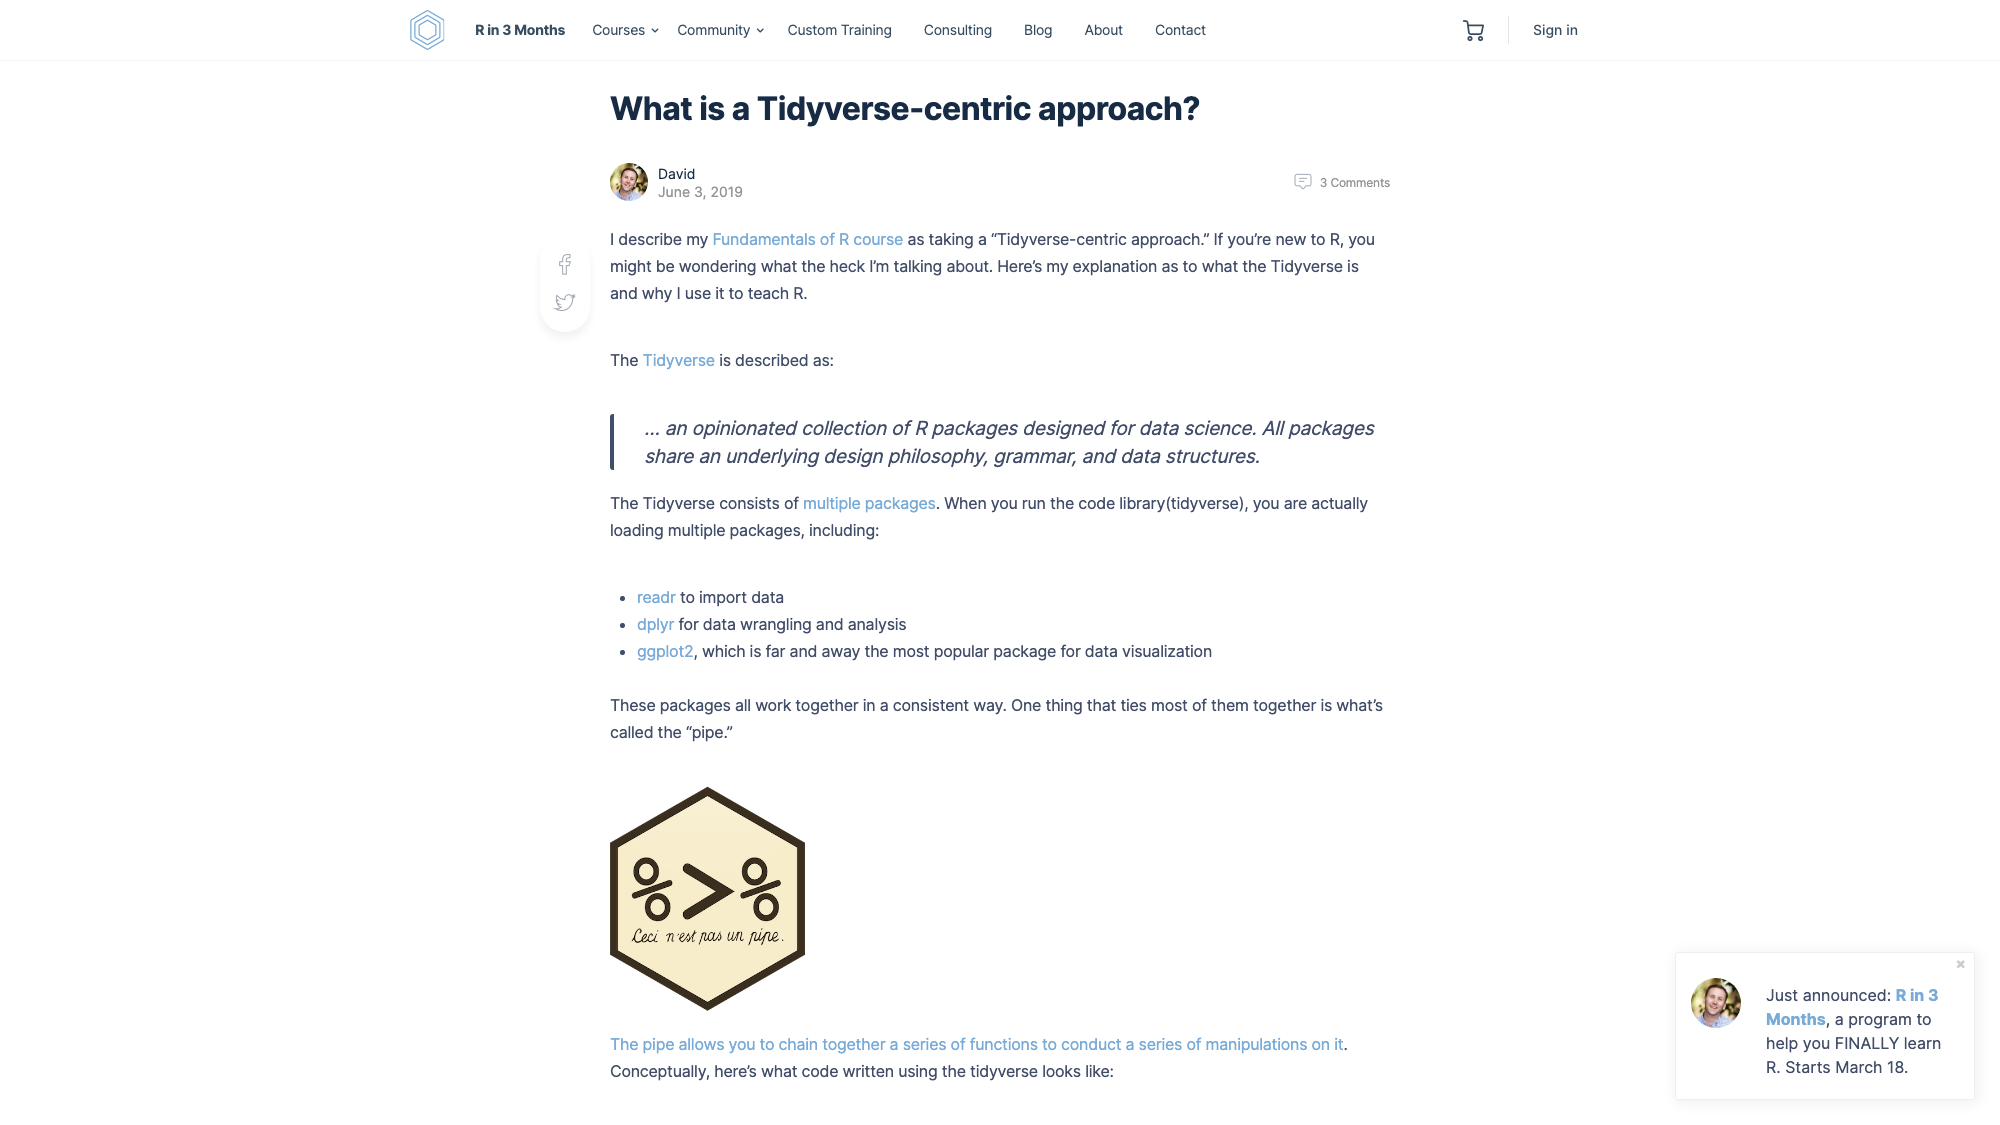 R in 3 Months Courses Community Custom Training Consulting Blog About Contact Sign in
What is a Tidyverse-centric approach?
David
June 3, 2019
3 Comments
I describe my Fundamentals of R course as taking a “Tidyverse-centric approach.” If you’re new to R, you
might be wondering what the heck I’m talking about. Here’s my explanation as to what the Tidyverse is
and why I use it to teach R.
The Tidyverse is described as:
... an opinionated collection of R packages designed for data science. All packages
share an underlying design philosophy, grammar, and data structures.
The Tidyverse consists of multiple packages. When you run the code library(tidyverse), you are actually
loading multiple packages, including:
• readr to import data
• dplyr for data wrangling and analysis
• ggplot2, which is far and away the most popular package for data visualization
These packages all work together in a consistent way. One thing that ties most of them together is what’s
called the “pipe.”
%>%
Ceci n'est pas un pipe.
The pipe allows you to chain together a series of functions to conduct a series of manipulations on it.
Conceptually, here’s what code written using the tidyverse looks like:
Just announced: R in 3
Months, a program to
help you FINALLY learn
R. Starts March 18.